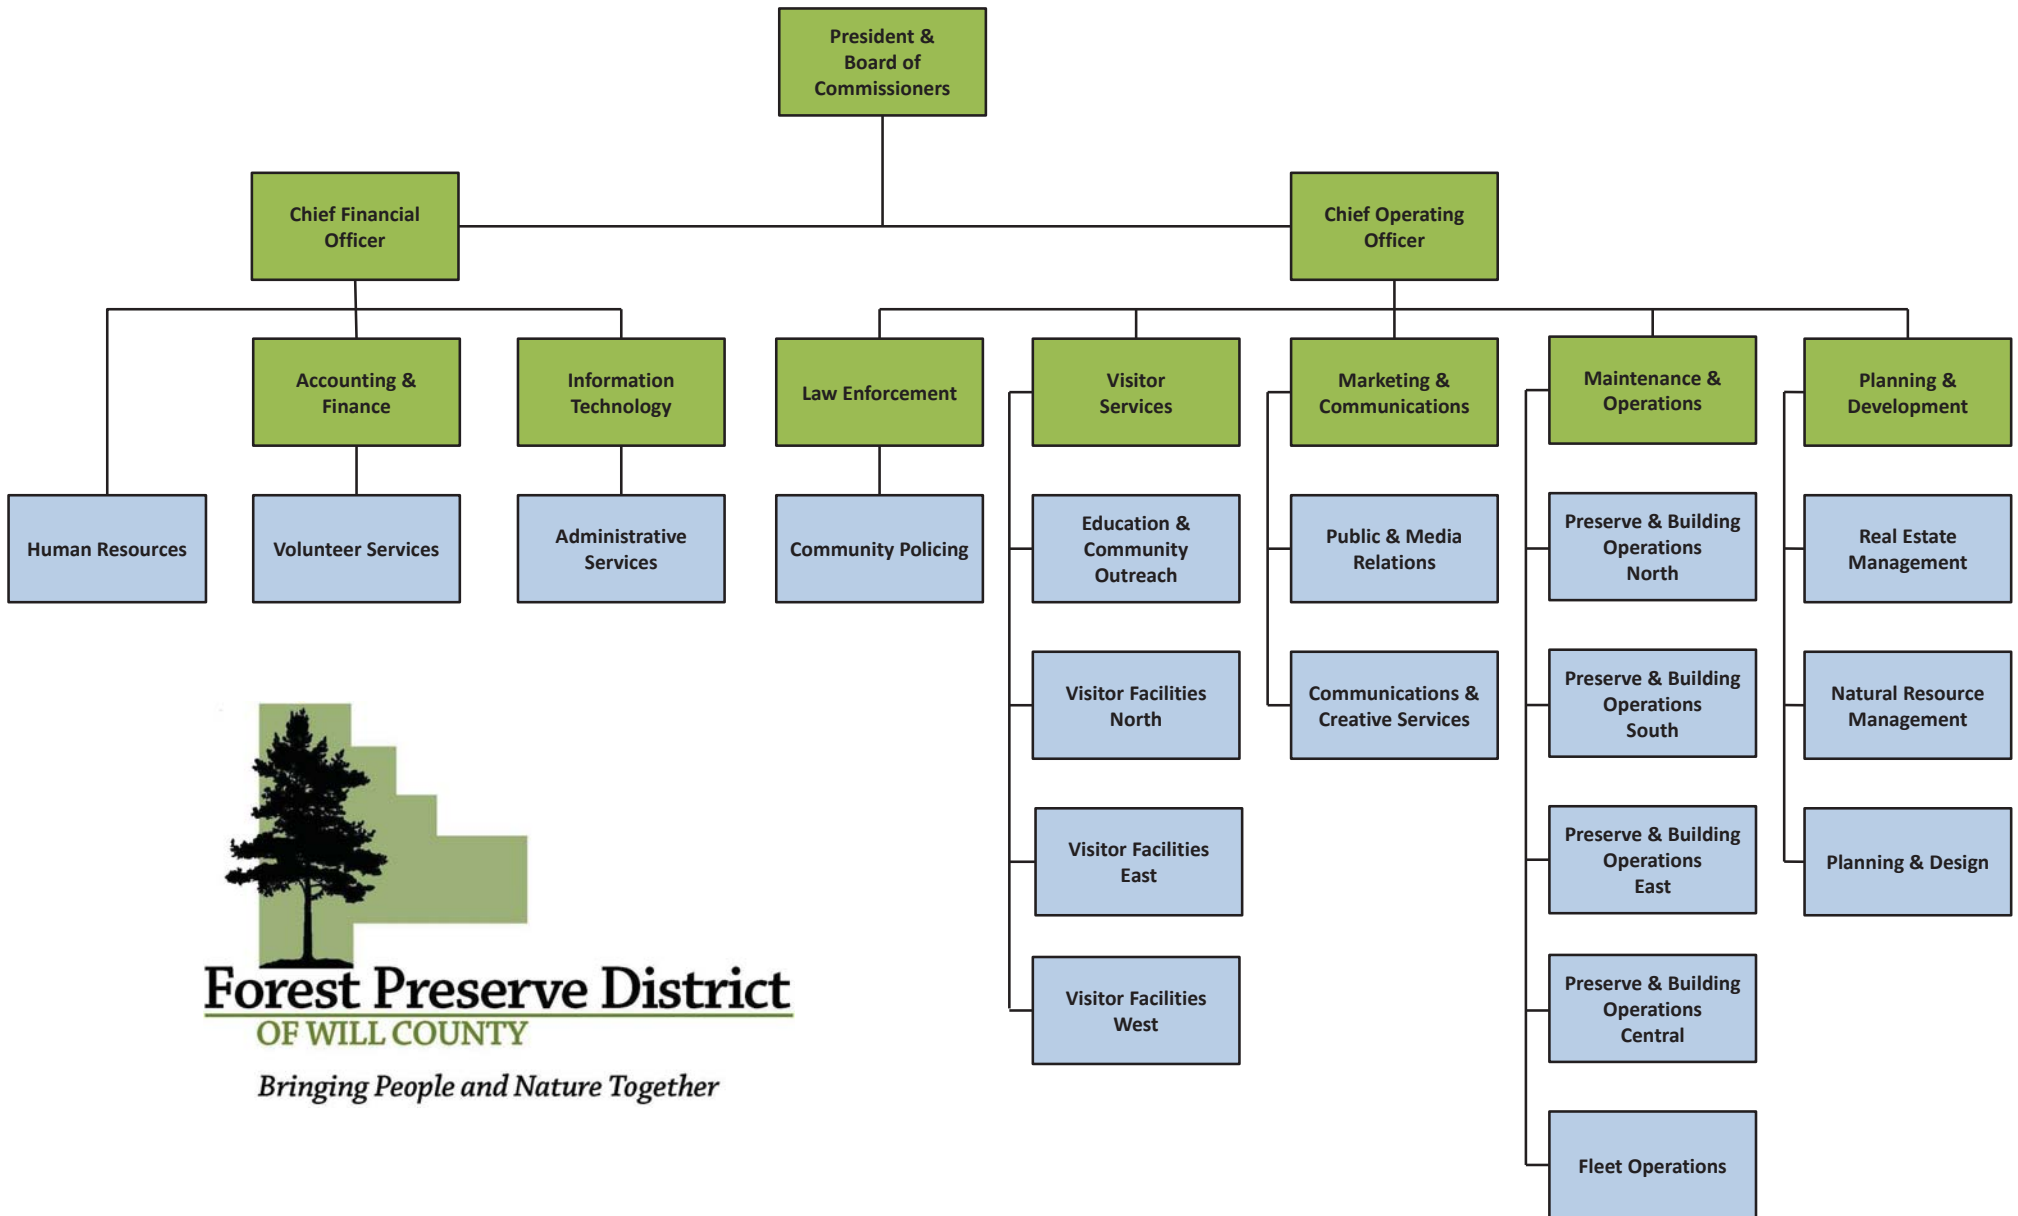 President &
Board of
Commissioners
Chief Financial
Officer
Chief Operating
Officer
Accounting &
Finance
Information
Technology
Law Enforcement
Visitor
Services
Marketing &
Communications
Maintenance &
Operations
Planning &
Development
Human Resources
Volunteer Services
Administrative
Services
Community Policing
Education &
Community
Outreach
Public & Media
Relations
Preserve & Building
Operations
North
Real Estate
Management
Visitor Facilities
North
Communications &
Creative Services
Preserve & Building
Operations
South
Natural Resource
Management
Visitor Facilities
East
Preserve & Building
Operations
East
Planning & Design
Visitor Facilities
West
Preserve & Building
Operations
Central
Fleet Operations
Forest Preserve District
OF WILL COUNTY
Bringing People and Nature Together